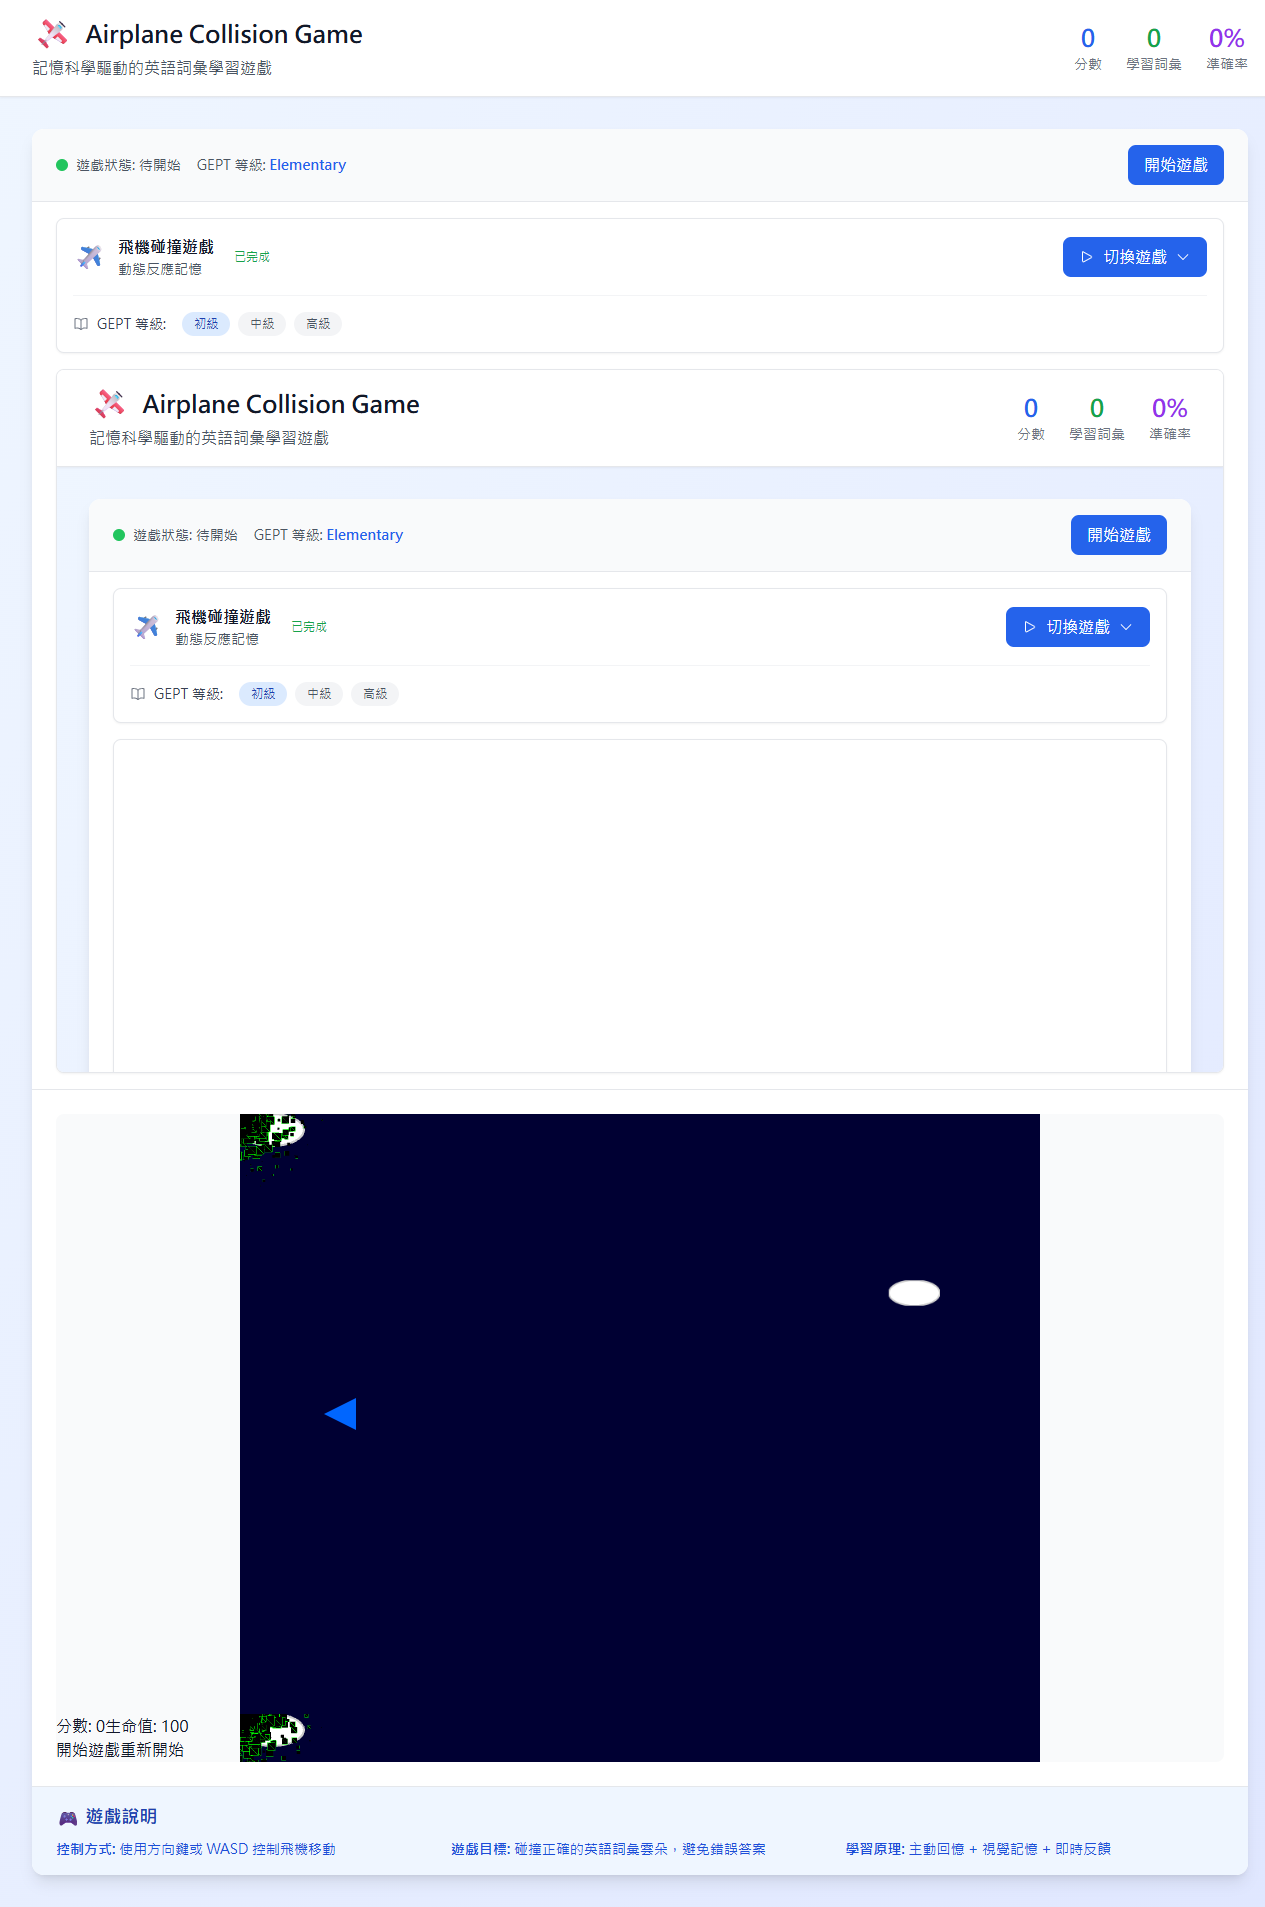 Airplane Collision Game
記憶科學驅動的英語詞彙學習遊戲
0 0 0%
分數 學習詞彙 準確率
遊戲狀態: 待開始 GEPT 等級: Elementary 開始遊戲
飛機碰撞遊戲
動態反應記憶
已完成
切換遊戲
GEPT 等級: 初級 中級 高級
Airplane Collision Game
記憶科學驅動的英語詞彙學習遊戲
0 0 0%
分數 學習詞彙 準確率
遊戲狀態: 待開始 GEPT 等級: Elementary 開始遊戲
飛機碰撞遊戲
動態反應記憶
已完成
切換遊戲
GEPT 等級: 初級 中級 高級
分數: 0生命值: 100
開始遊戲重新開始
遊戲說明
控制方式: 使用方向鍵或 WASD 控制飛機移動 遊戲目標: 碰撞正確的英語詞彙雲朵，避免錯誤答案 學習原理: 主動回憶 + 視覺記憶 + 即時反饋